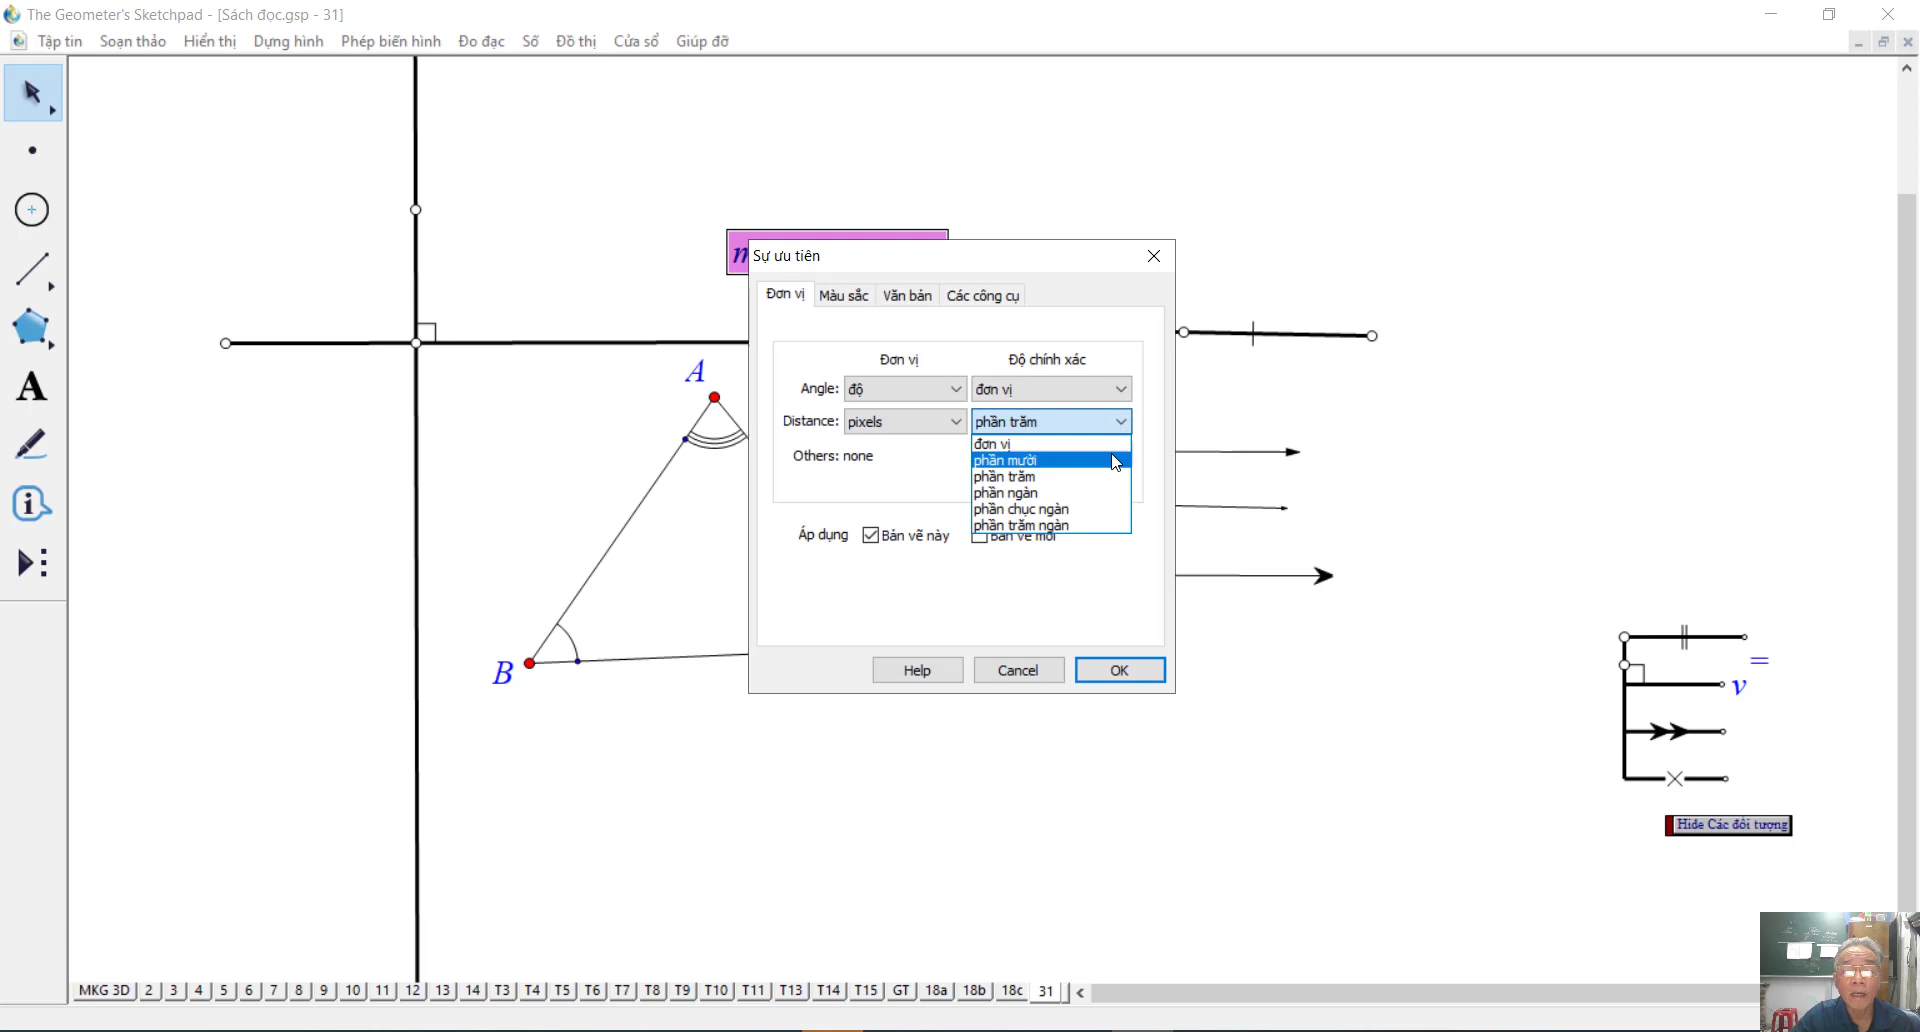 The Geometer's Sketchpad - [Sách đọc.gsp - 31]
Tập tin Soạn thảo Hiển thị Dựng hình Phép biến hình Đo đạc Số Đồ thị Cửa sổ Giúp đỡ
A
m
Sự ưu tiên
Đơn vị Màu sắc Văn bản Các công cụ
Đơn vị Độ chính xác
Angle: độ đơn vị
Distance: pixels phần trăm
đơn vị
phần mười
phần trăm
phần ngàn
phần chục ngàn
phần trăm ngàn
Others: none
Áp dụng Bản vẽ này Bản vẽ mới
Help Cancel OK
A
B
=
v
Hide Các đối tượng
MKG 3D 2 3 4 5 6 7 8 9 10 11 12 13 14 T3 T4 T5 T6 T7 T8 T9 T10 T11 T13 T14 T15 GT 18a 18b 18c 31